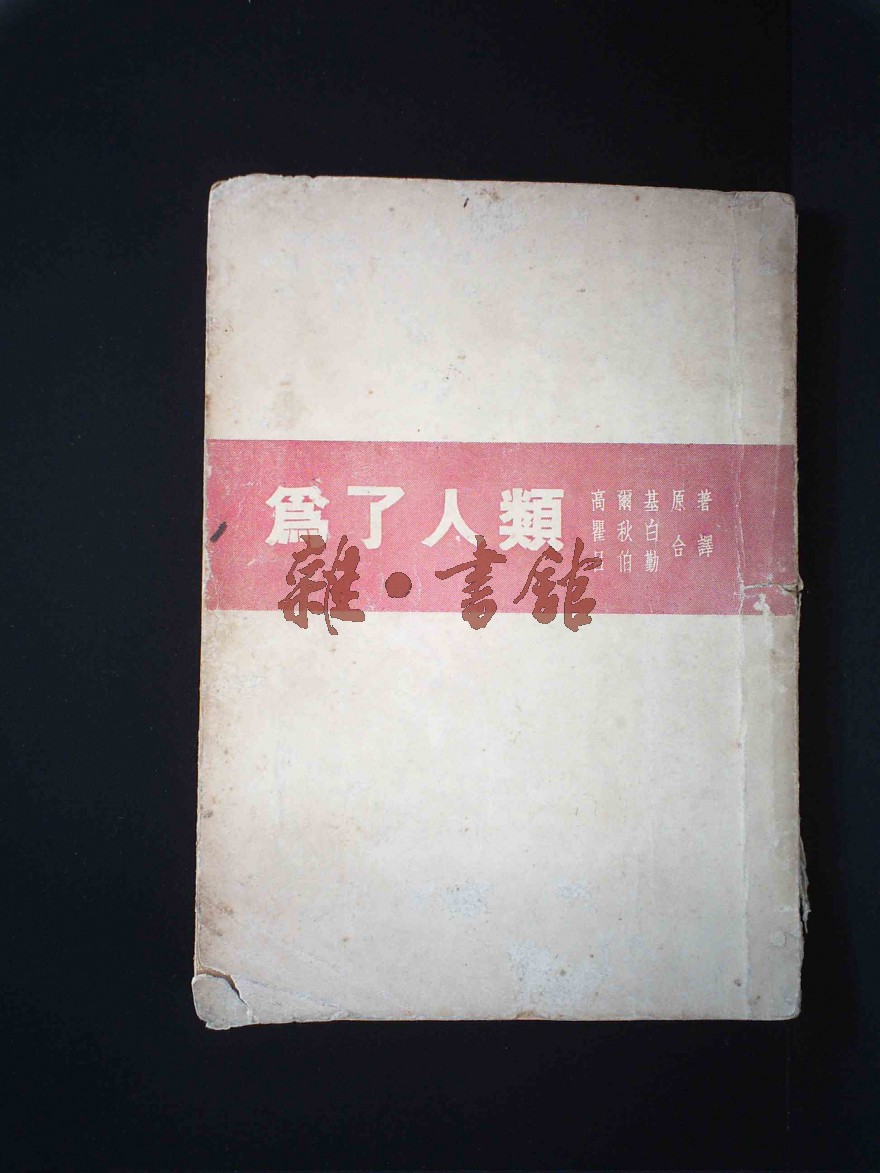 爲了人類
高爾基原著
瞿秋白
呂伯勤
合譯
雜·書館